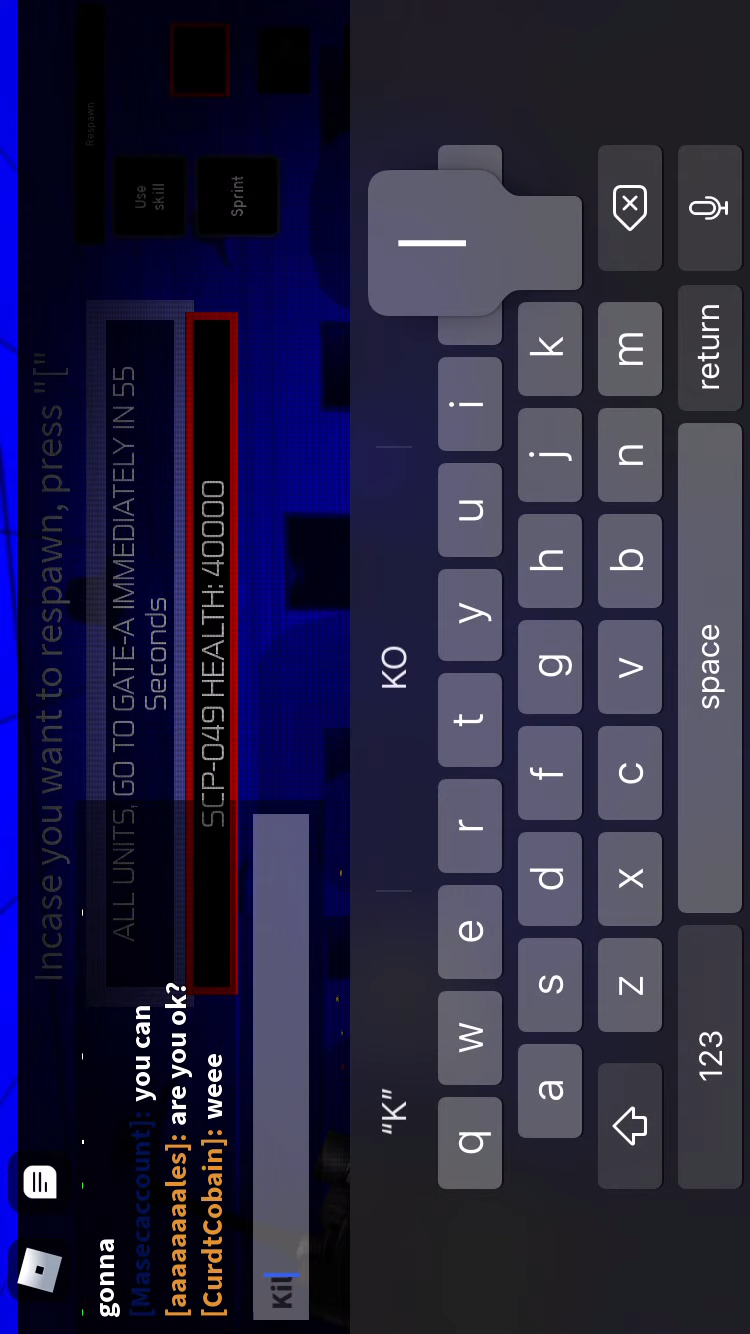 Incase you want to respawn, press "["
Respawn
ALL UNITS, GO TO GATE-A IMMEDIATELY IN 55
Seconds
SCP-049 HEALTH: 40000
Use
skill
Sprint
gonna
[Masecaccount]: you can
[aaaaaaaales]: are you ok?
[CurdtCobain]: weee
Kil
"K" KO
q w e r t y u i
a s d f g h j k l
z x c v b n m
123 space return